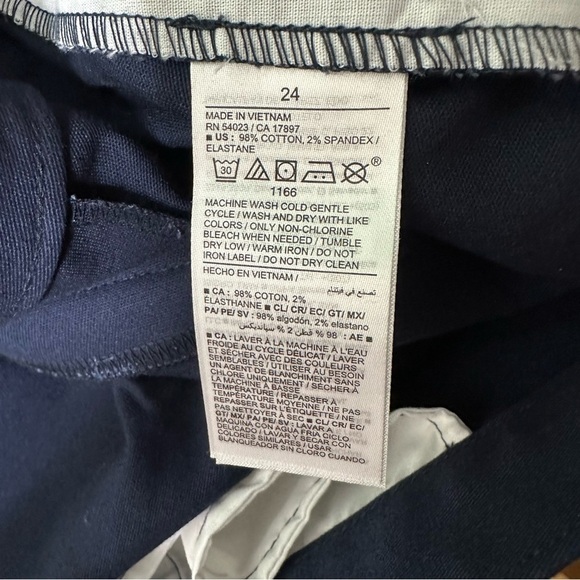 24
MADE IN VIETNAM
RN 54023 / CA 17897
■ US : 98% COTTON, 2% SPANDEX /
ELASTANE
30
®
1166
MACHINE WASH COLD GENTLE
CYCLE / WASH AND DRY WITH LIKE
COLORS / ONLY NON-CHLORINE
BLEACH WHEN NEEDED / TUMBLE
DRY LOW / WARM IRON / DO NOT
IRON LABEL / DO NOT DRY CLEAN
HECHO EN VIETNAM /
تصنع في فيتنام
■ CA : 98% COTON, 2%
ÉLASTHANNE ■ CL/ CR/ EC/ GT/ MX/
PA/ PE/ SV : 98% algodón, 2% elastano
■ AE : 98 % قطن 2 % سبانديكس
■ CA : LAVER À LA MACHINE À L'EAU
FROIDE AU CYCLE DÉLICAT / LAVER
ET SÉCHER AVEC DES COULEURS
SEMBLABLES / UTILISER AU BESOIN
UN AGENT DE BLANCHIMENT SANS
CHLORE UNIQUEMENT / SÉCHER À
LA MACHINE À BASSE
TEMPÉRATURE / REPASSER À
TEMPÉRATURE MOYENNE / NE PAS
REPASSER SUR L'ÉTIQUETTE / NE
PAS NETTOYER À SEC ■ CL/ CR/ EC/
GT/ MX/ PA/ PE/ SV : LAVAR A
MAQUINA CON AGUA FRIA CICLO
DELICADO / LAVAR Y SECAR CON
COLORES SIMILARES / USAR
BLANQUEADOR SIN CLORO CUANDO